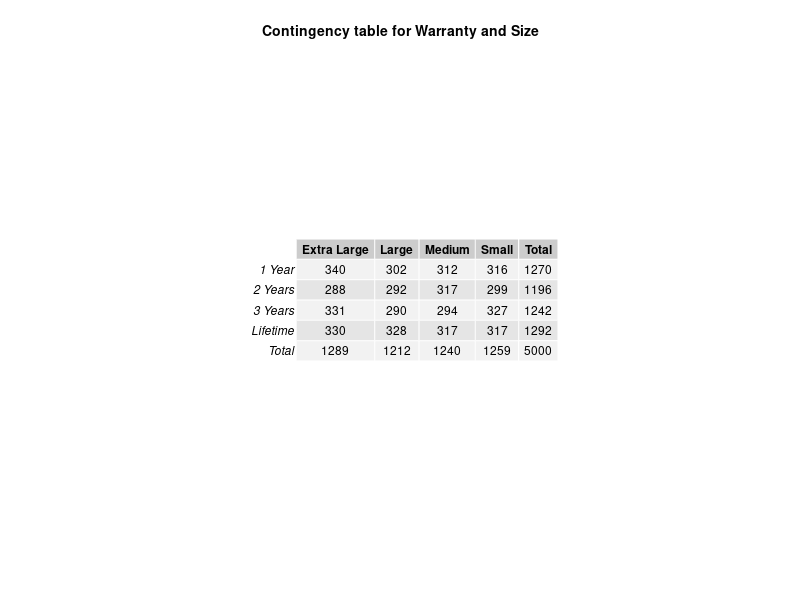 Contingency table for Warranty and Size
Extra Large Large Medium Small Total
1 Year 340 302 312 316 1270
2 Years 288 292 317 299 1196
3 Years 331 290 294 327 1242
Lifetime 330 328 317 317 1292
Total 1289 1212 1240 1259 5000